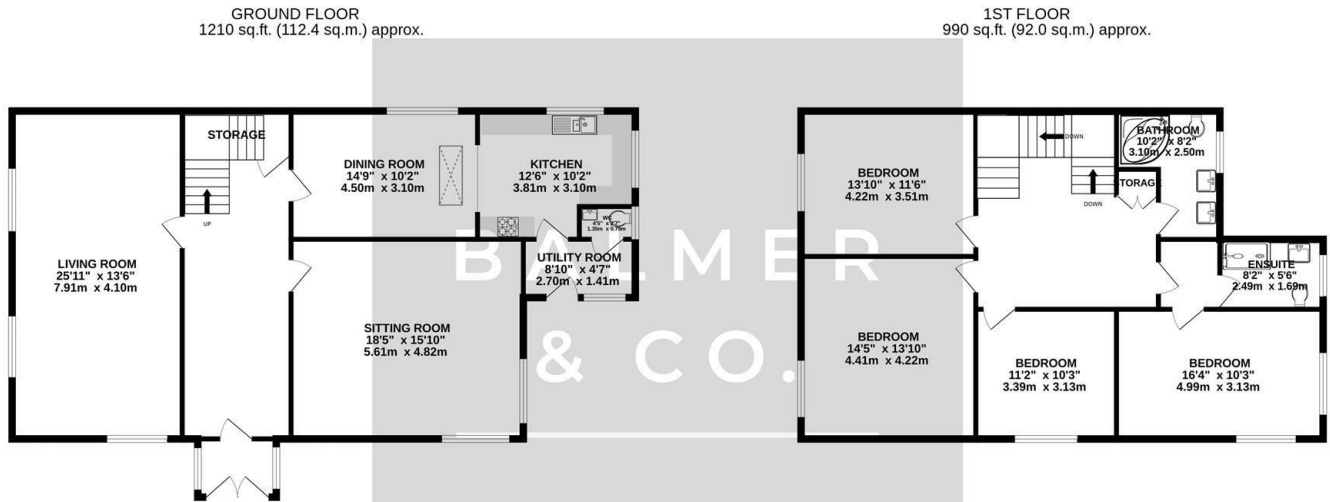 GROUND FLOOR
1210 sq.ft. (112.4 sq.m.) approx.
STORAGE
UP
LIVING ROOM
25'11" x 13'6"
7.91m x 4.10m
DINING ROOM
14'9" x 10'2"
4.50m x 3.10m
KITCHEN
12'6" x 10'2"
3.81m x 3.10m
WC
1.35m x 0.79m
UTILITY ROOM
8'10" x 4'7"
2.70m x 1.41m
SITTING ROOM
18'5" x 15'10"
5.61m x 4.82m
BALMER
& CO.
1ST FLOOR
990 sq.ft. (92.0 sq.m.) approx.
BEDROOM
13'10" x 11'6"
4.22m x 3.51m
DOWN
DOWN
BATHROOM
10'2" x 8'2"
3.10m x 2.50m
STORAGE
ENSUITE
8'2" x 5'6"
2.49m x 1.69m
BEDROOM
14'5" x 13'10"
4.41m x 4.22m
BEDROOM
11'2" x 10'3"
3.39m x 3.13m
BEDROOM
16'4" x 10'3"
4.99m x 3.13m